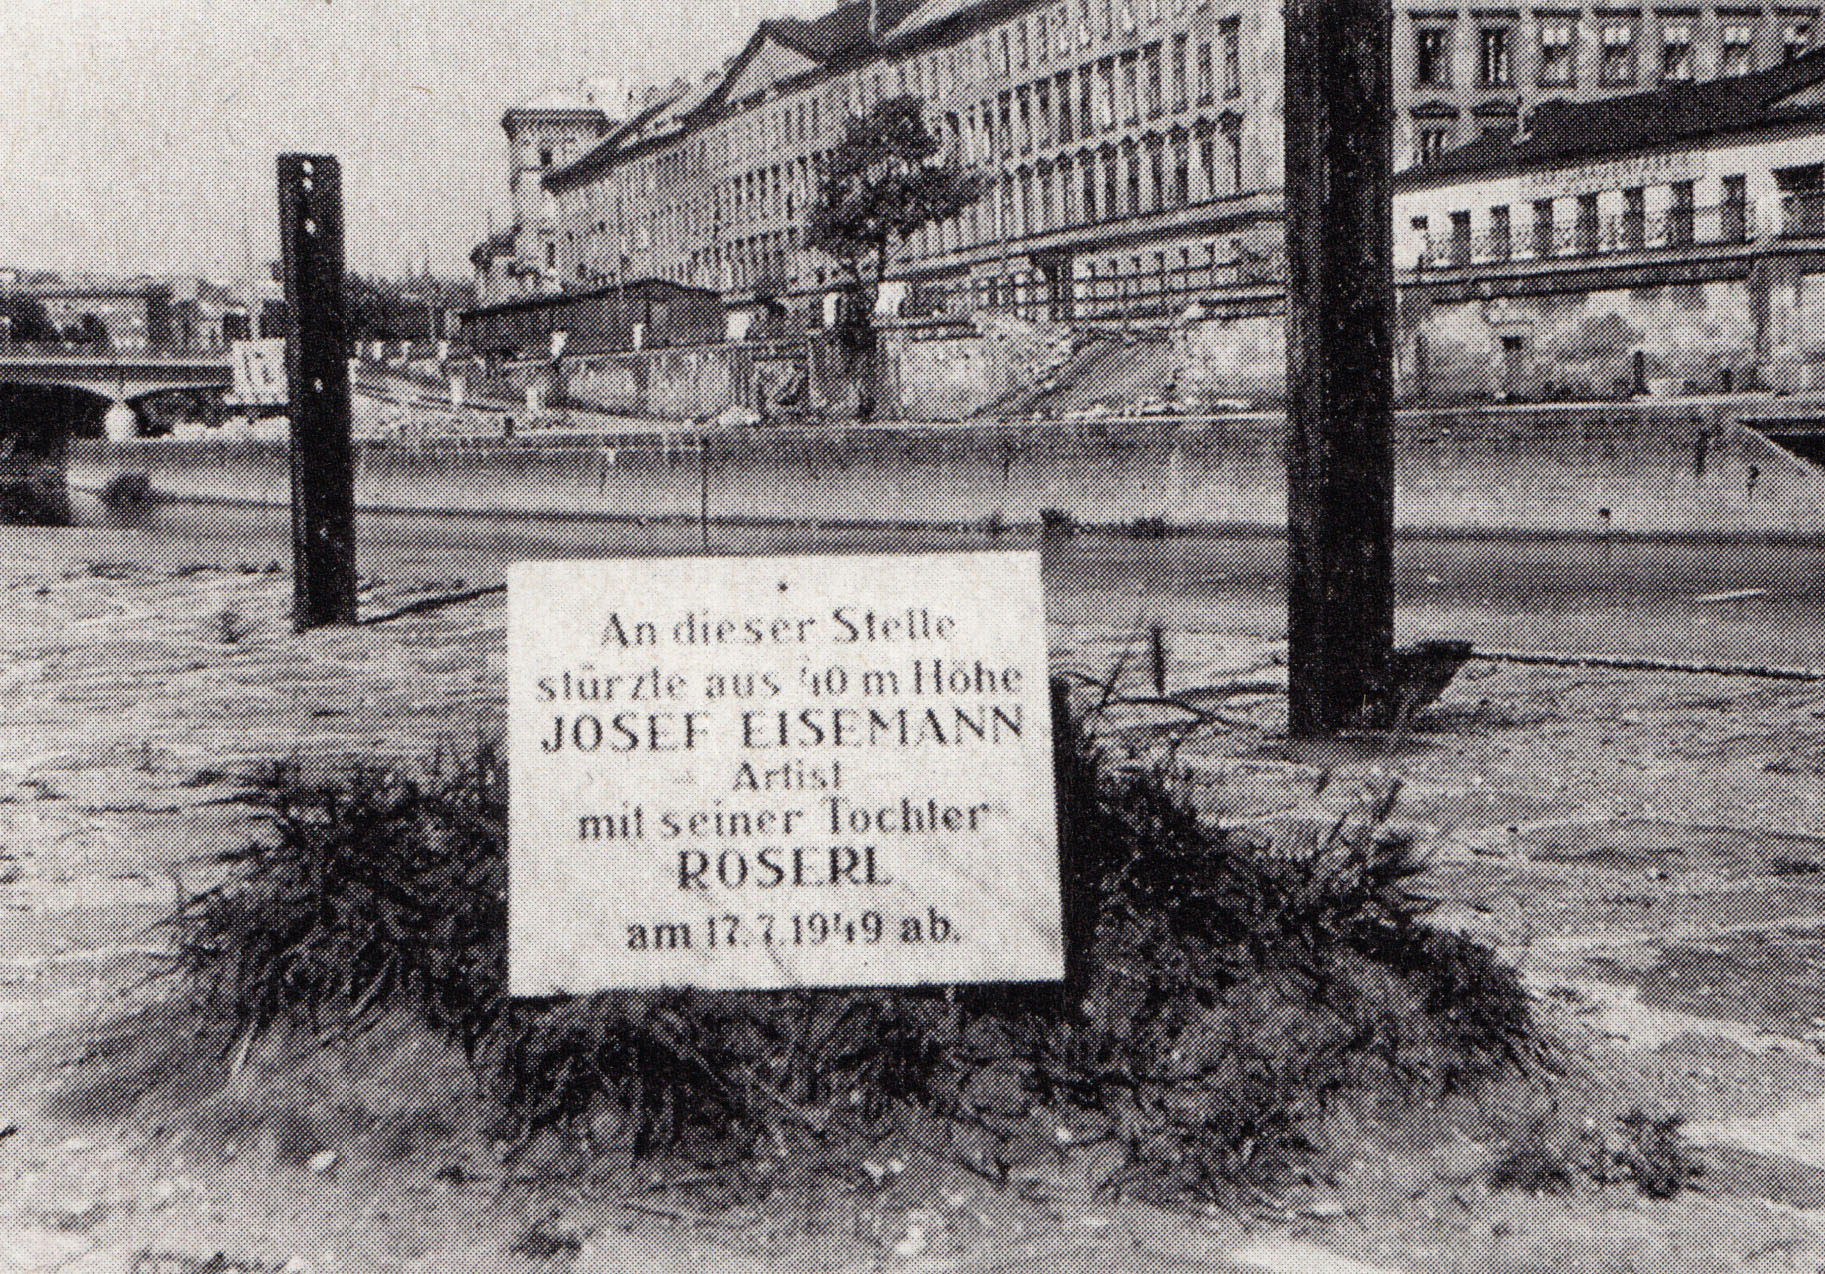 An dieser Stelle
stürzte aus 40 m Höhe
JOSEF EISEMANN
Artist
mit seiner Tochter
ROSERL
am 17.7.1949 ab.